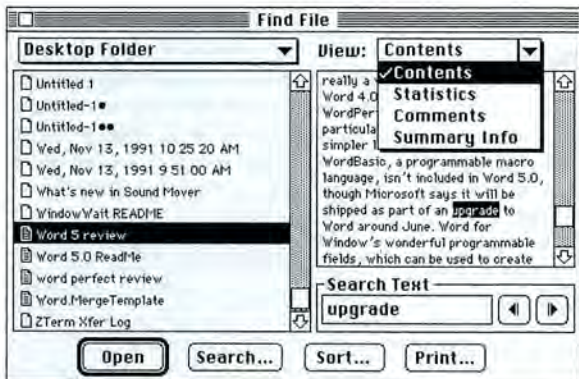 Find File
Desktop Folder
View: Contents
Untitled 1
Untitled-1•
Untitled-1••
Wed, Nov 13, 1991 10 25 20 AM
Wed, Nov 13, 1991 9 51 00 AM
What's new in Sound Mover
WindowWait README
Word 5 review
Word 5.0 ReadMe
word perfect review
Word.MergeTemplate
ZTerm Xfer Log
✓Contents
Statistics
Comments
Summary Info
really a
Word 4.0
simpler
WordBasic, a programmable macro
language, isn't included in Word 5.0,
though Microsoft says it will be
shipped as part of an upgrade to
Word around June. Word for
Window's wonderful programmable
fields, which can be used to create
Search Text
upgrade
Open
Search...
Sort...
Print...